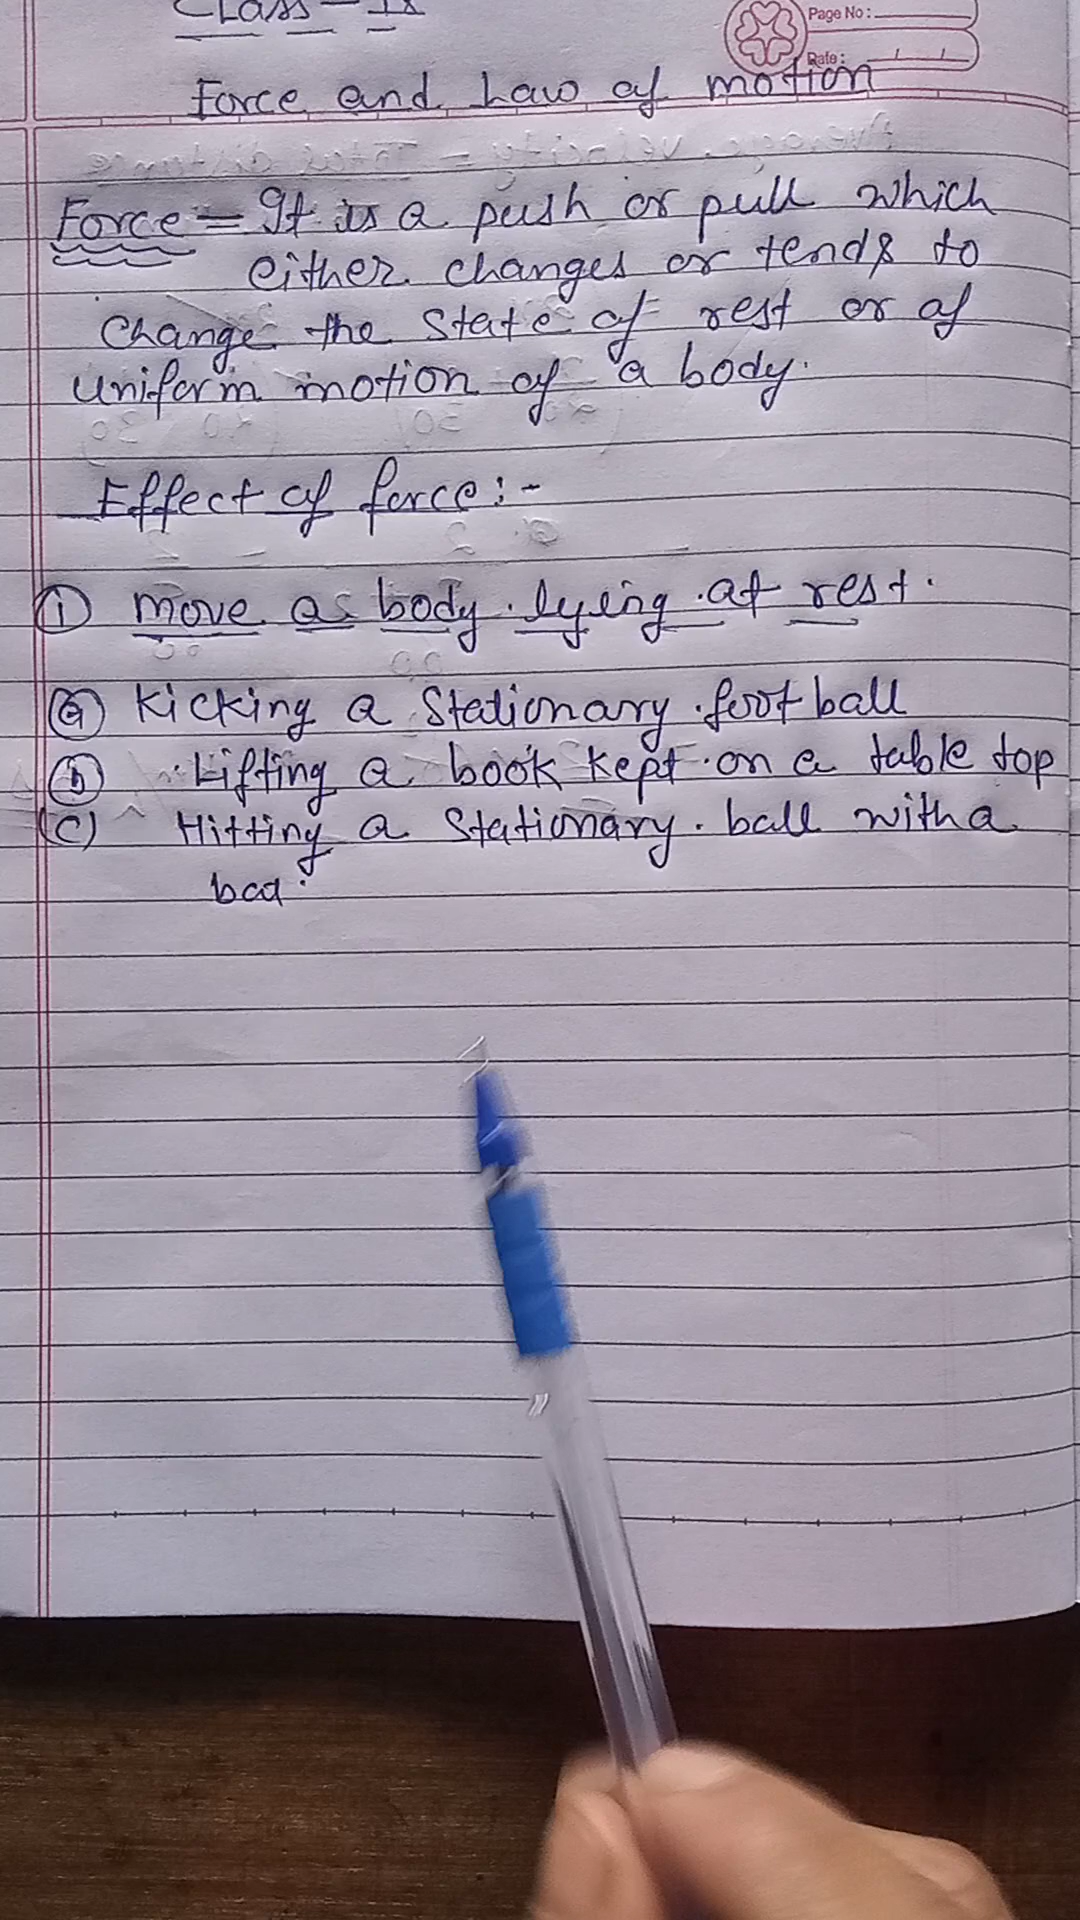 Class - IX
Page No:
Date:
Force and Law of motion
Force = It is a push or pull which
either changes or tends to
change the state of rest or of
uniform motion of a body.
Effect of force:-
① move as body lying at rest.
ⓐ Kicking a Stationary football
ⓑ Lifting a book kept on a table top
(C) Hitting a Stationary ball with a
bat.